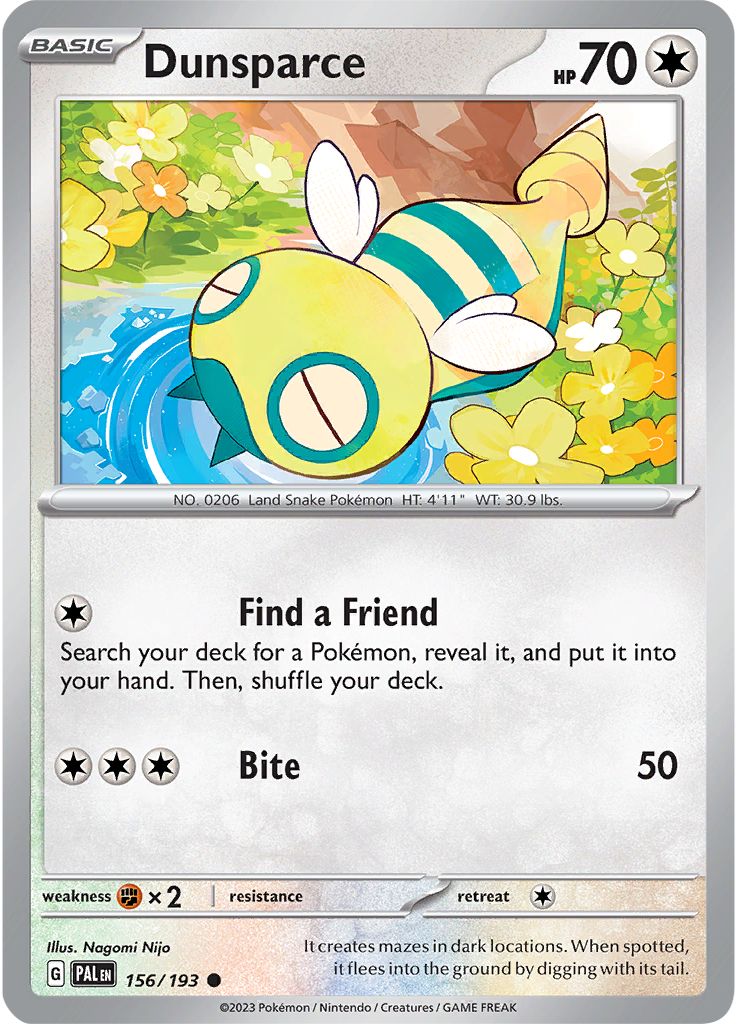 BASIC Dunsparce HP 70
NO. 0206 Land Snake Pokémon HT: 4'11" WT: 30.9 lbs.
Find a Friend
Search your deck for a Pokémon, reveal it, and put it into
your hand. Then, shuffle your deck.
Bite 50
weakness ×2 resistance retreat
Illus. Nagomi Nijo
G PAL EN 156/193
It creates mazes in dark locations. When spotted,
it flees into the ground by digging with its tail.
©2023 Pokémon / Nintendo / Creatures / GAME FREAK